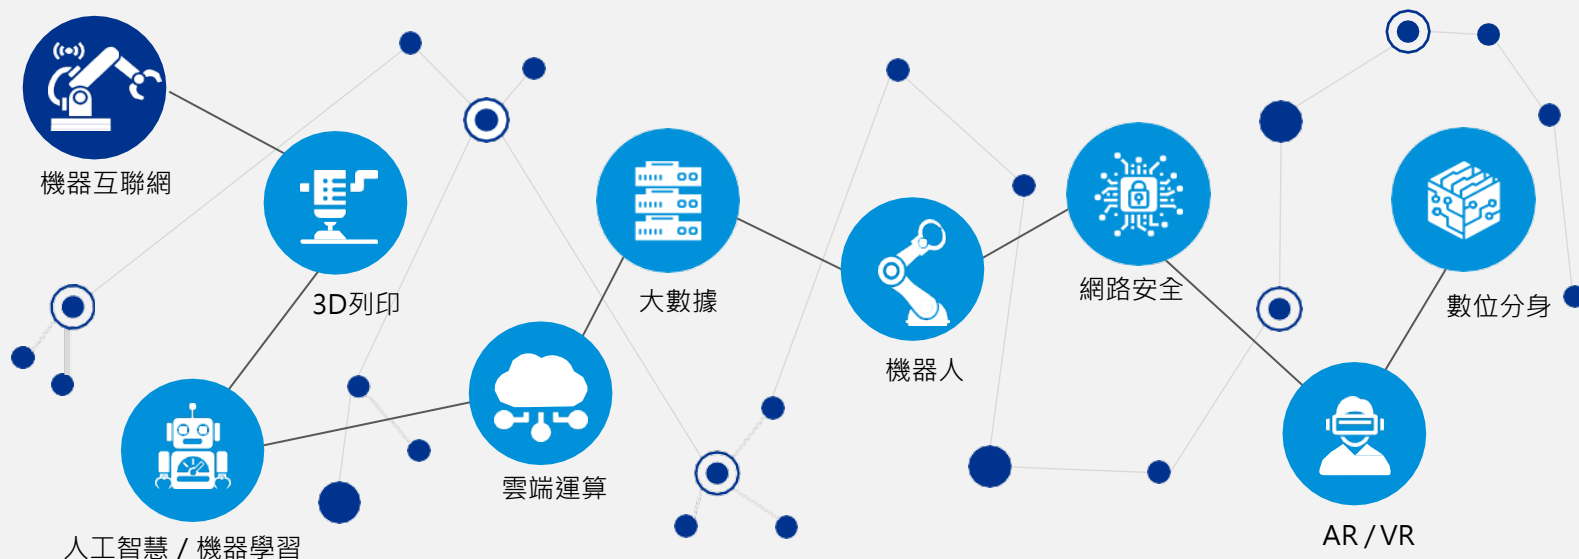 機器互聯網
3D列印
人工智慧 / 機器學習
雲端運算
大數據
機器人
網路安全
AR / VR
數位分身